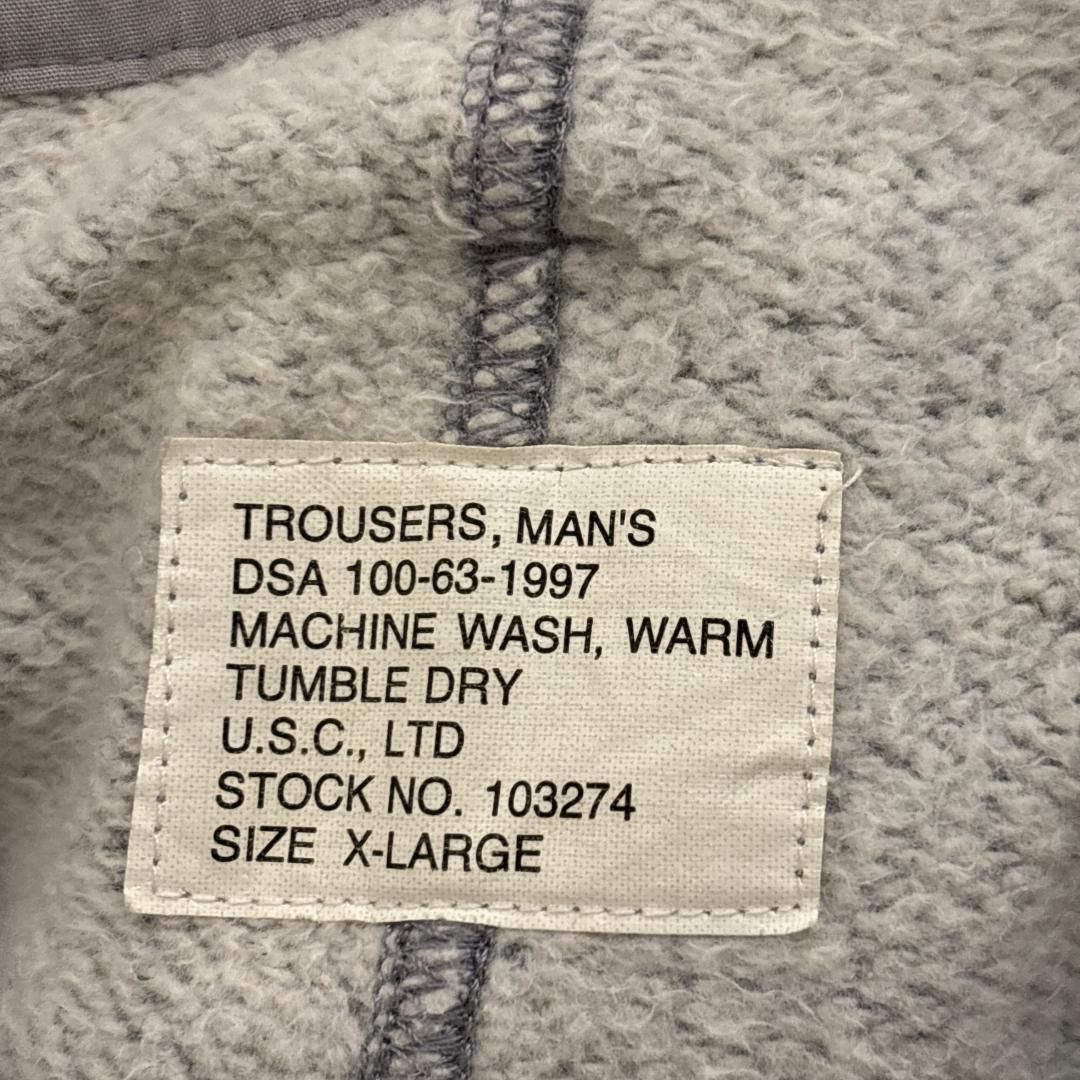 TROUSERS, MAN'S
DSA 100-63-1997
MACHINE WASH, WARM
TUMBLE DRY
U.S.C., LTD
STOCK NO. 103274
SIZE X-LARGE